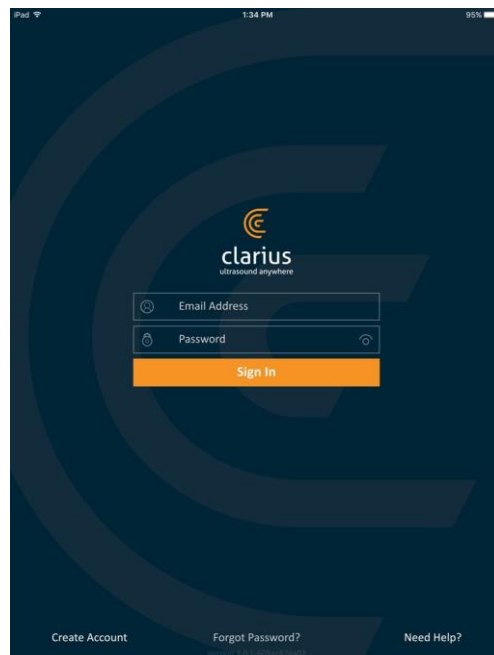 iPad 1:34 PM 95%
clarius
ultrasound anywhere
Email Address
Password
Sign In
Create Account Forgot Password? Need Help?